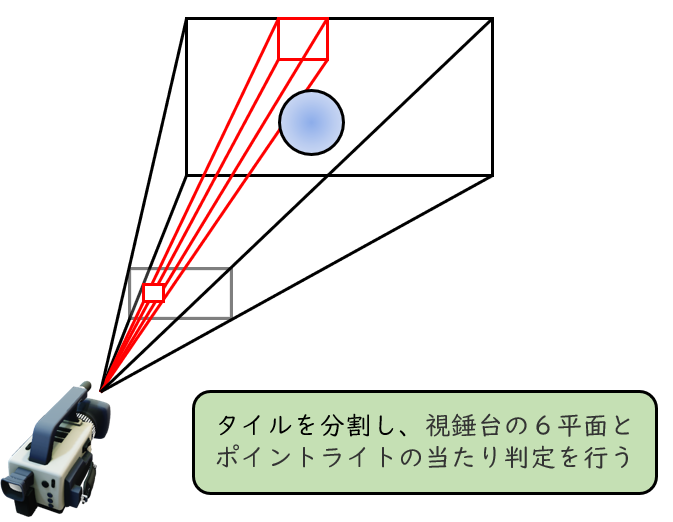 タイルを分割し、視錘台の６平面と
ポイントライトの当たり判定を行う